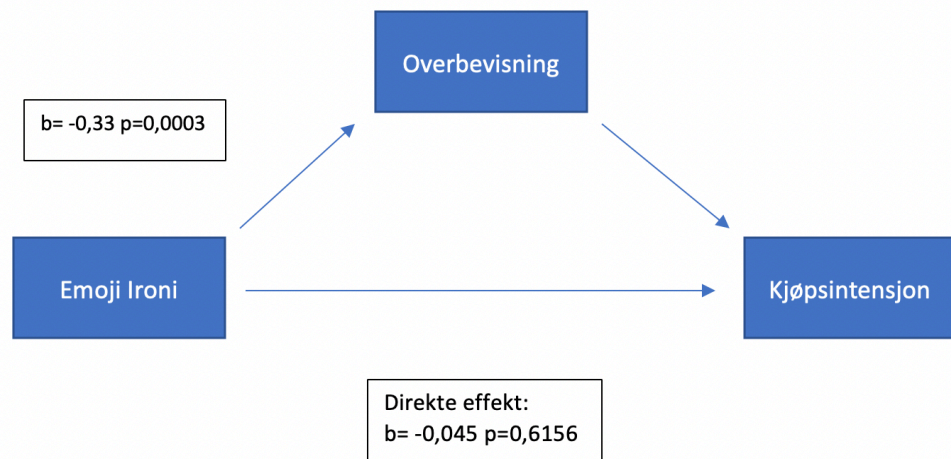 Overbevisning
b= -0,33 p=0,0003
Emoji Ironi
Kjøpsintensjon
Direkte effekt:
b= -0,045 p=0,6156